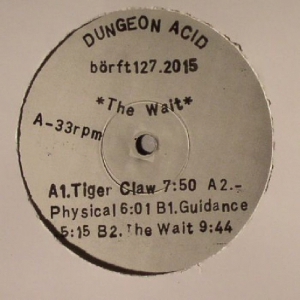 DUNGEON ACID
börft127.2015
*The Wait*
A-33rpm
A1.Tiger Claw 7:50 A2.-
Physical 6:01 B1.Guidance
5:15 B2.The Wait 9:44